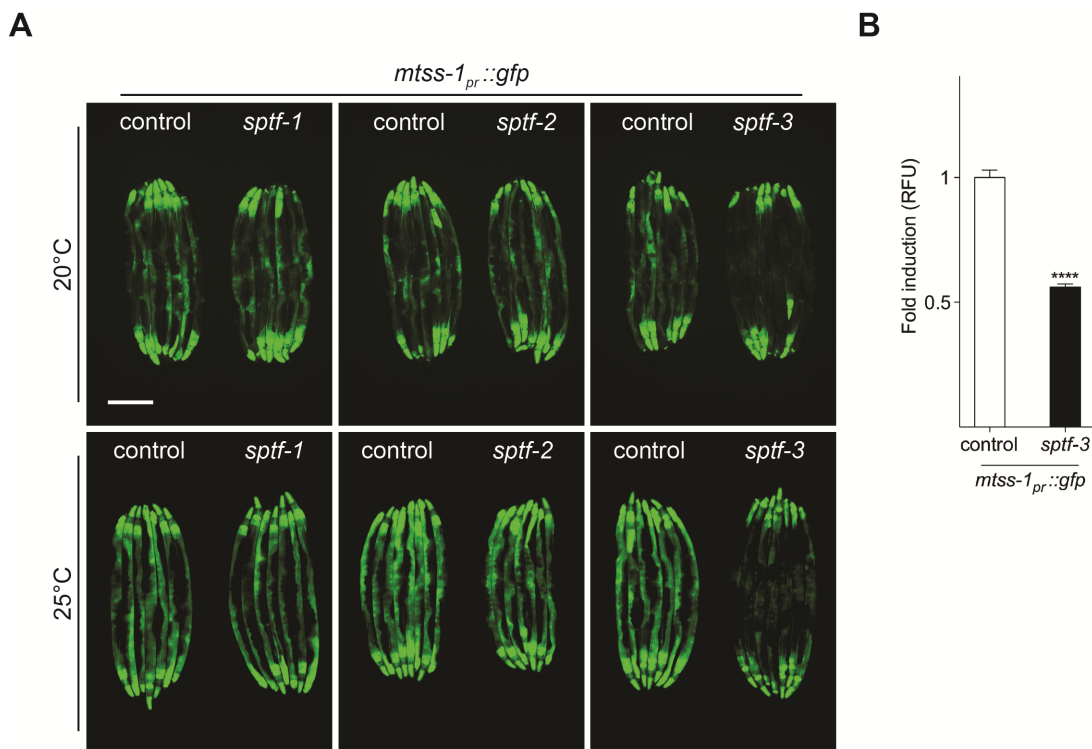 A
mtss-1pr::gfp
control sptf-1 control sptf-2 control sptf-3
20°C
control sptf-1 control sptf-2 control sptf-3
25°C
B
Fold induction (RFU)
1
0.5
****
control sptf-3
mtss-1pr::gfp